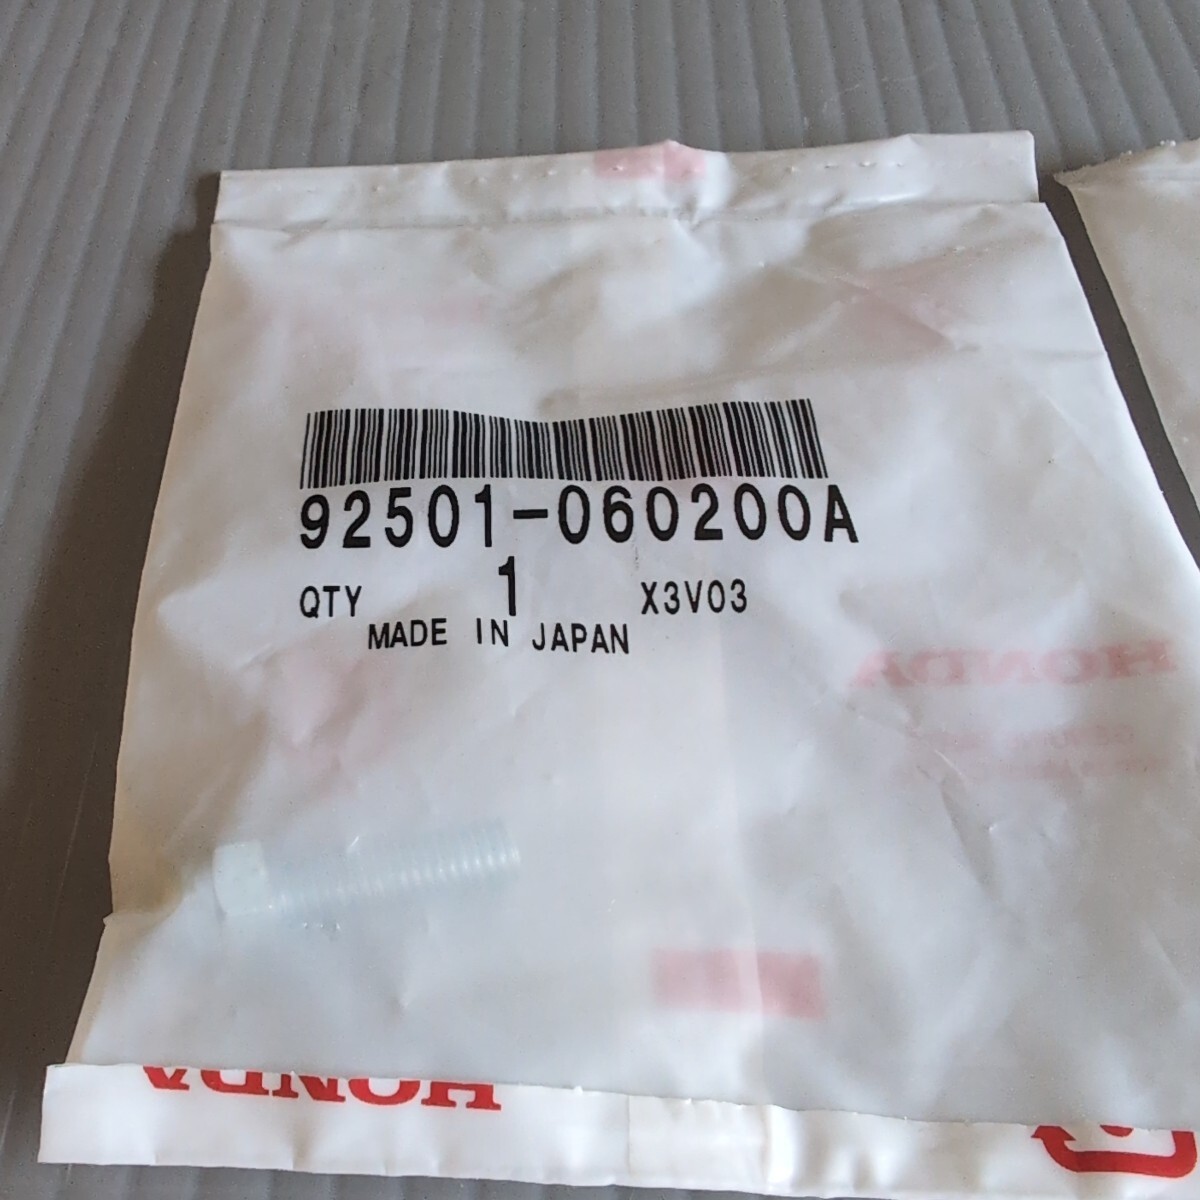 92501-060200A
QTY 1 X3V03
MADE IN JAPAN
HONDA
HONDA